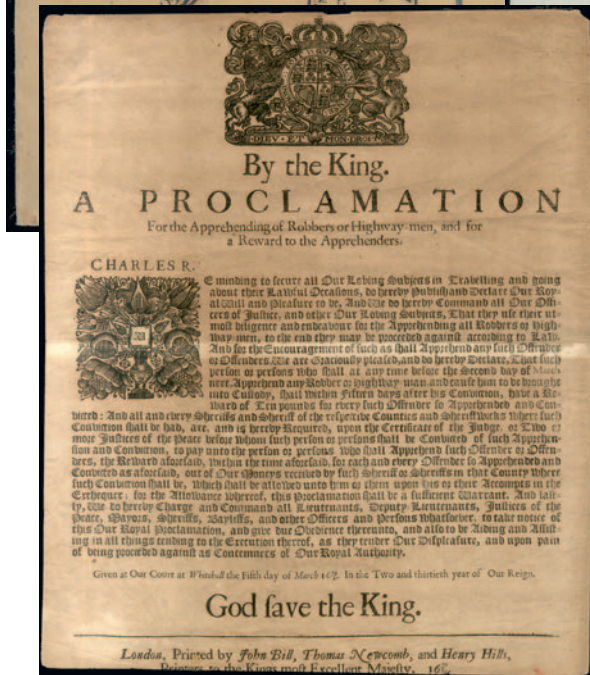 DIEV · ET MON · DROIT
By the King.
A PROCLAMATION
For the Apprehending of Robbers or Highway-men, and for
a Reward to the Apprehenders.
CHARLES R.
E minding to secure all Our Loving Subjects in Travelling and going
about their Lawful Occasions, do hereby Publish and Declare Our Roy-
al Will and Pleasure to be, And We do hereby Command all Our Offi-
cers of Justice, and other Our Loving Subjects, That they use their ut-
most diligence and endeavour for the Apprehending all Robbers or High-
way-men, to the end they may be proceeded against according to Law.
And for the Encouragement of such as shall Apprehend any such Offender
or Offenders, We are Graciously pleased, and do hereby Declare, That such
person or persons who shall at any time before the Second day of March
next, Apprehend any Robber or Highway-man, and cause him to be brought
into Custody, shall within Fifteen days after his Conviction, have a Re-
ward of Ten pounds for every such Offender so Apprehended and Con-
victed: And all and every Sheriffs and Sheriff of the respective Counties and Sheriffwicks where such
Conviction shall be had, are, and is hereby Required, upon the Certificate of the Judge, or Two or
more Justices of the Peace before whom such person or persons shall be Convicted of such Apprehen-
sion and Conviction, to pay unto the person or persons who shall Apprehend such Offender or Offen-
ders, the Reward aforesaid, within the time aforesaid, for each and every Offender so Apprehended and
Convicted as aforesaid, out of Our Moneys received by such Sheriff or Sheriffs in that County where
such Conviction shall be, which shall be allowed unto him or them upon his or their Accompts in the
Exchequer; for the Allowance whereof, this Proclamation shall be a sufficient Warrant. And last-
ly, We do hereby Charge and Command all Lieutenants, Deputy-Lieutenants, Justices of the
Peace, Mayors, Sheriffs, Bayliffs, and other Officers and Persons whatsoever, to take notice of
this Our Royal Proclamation, and give due Obedience thereunto, and also to be Aiding and Assist-
ing in all things tending to the Execution thereof, as they tender Our Displeasure, and upon pain
of being proceeded against as Contemners of Our Royal Authority.
Given at Our Court at Whitehall the Fifth day of March In the Two and thirtieth year of Our Reign.
God save the King.
London, Printed by John Bill, Thomas Newcomb, and Henry Hills,
Printers to the Kings most Excellent Majesty,